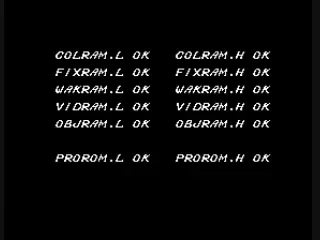 COLRAM.L OK COLRAM.H OK
FIXRAM.L OK FIXRAM.H OK
WAKRAM.L OK WAKRAM.H OK
VIDRAM.L OK VIDRAM.H OK
OBJRAM.L OK OBJRAM.H OK
PROROM.L OK PROROM.H OK